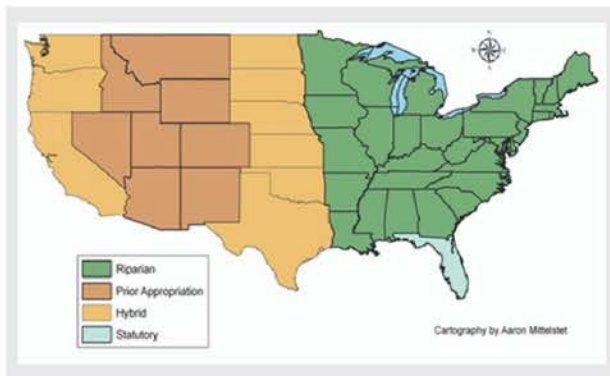 Riparian
Prior Appropriation
Hybrid
Statutory
Cartography by Aaron Mittelstet